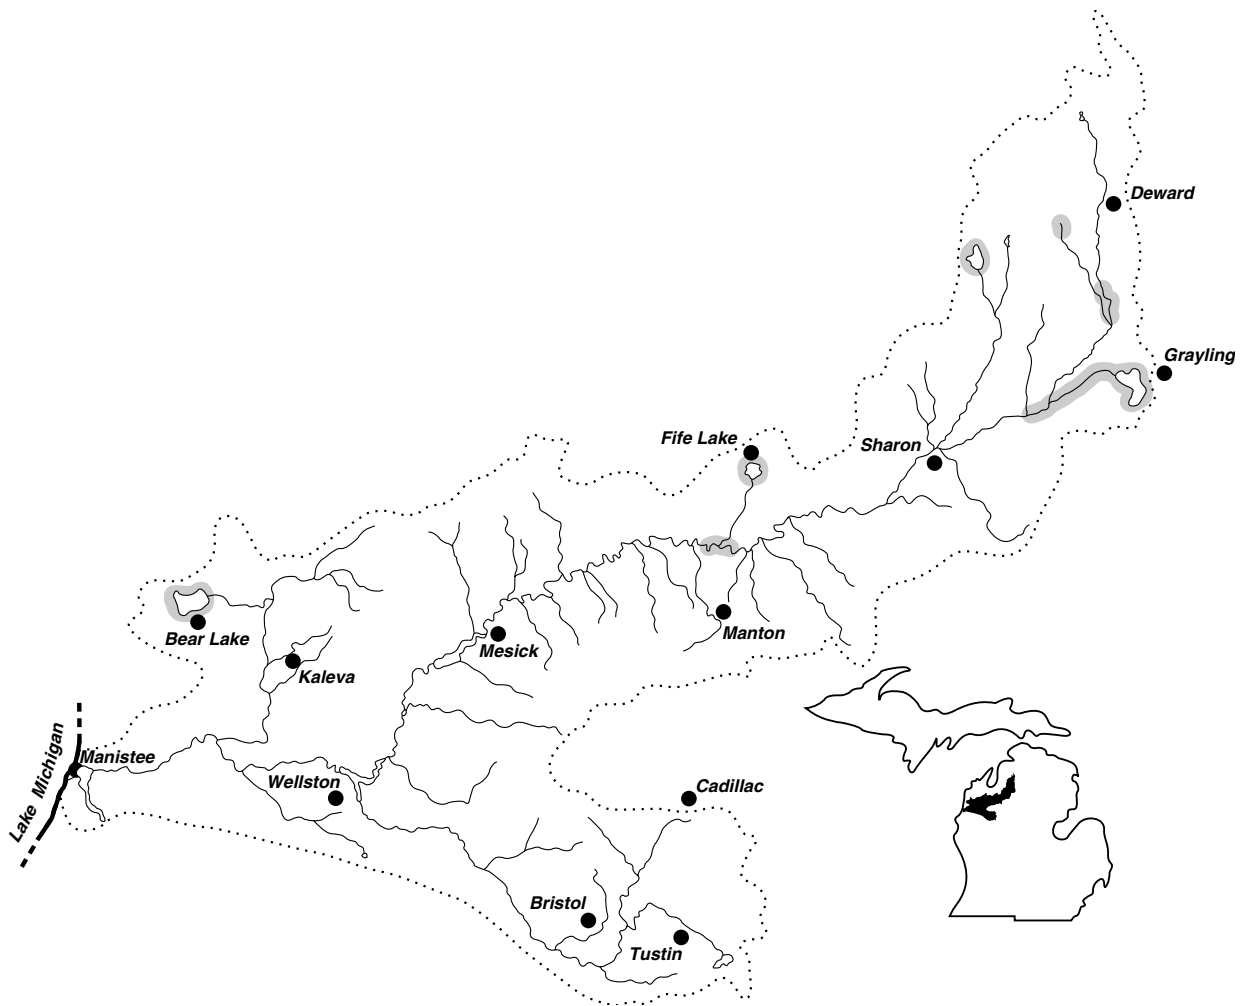 Deward
Grayling
Fife Lake
Sharon
Bear Lake
Manton
Mesick
Kaleva
Lake Michigan
Manistee
Wellston
Cadillac
Bristol
Tustin